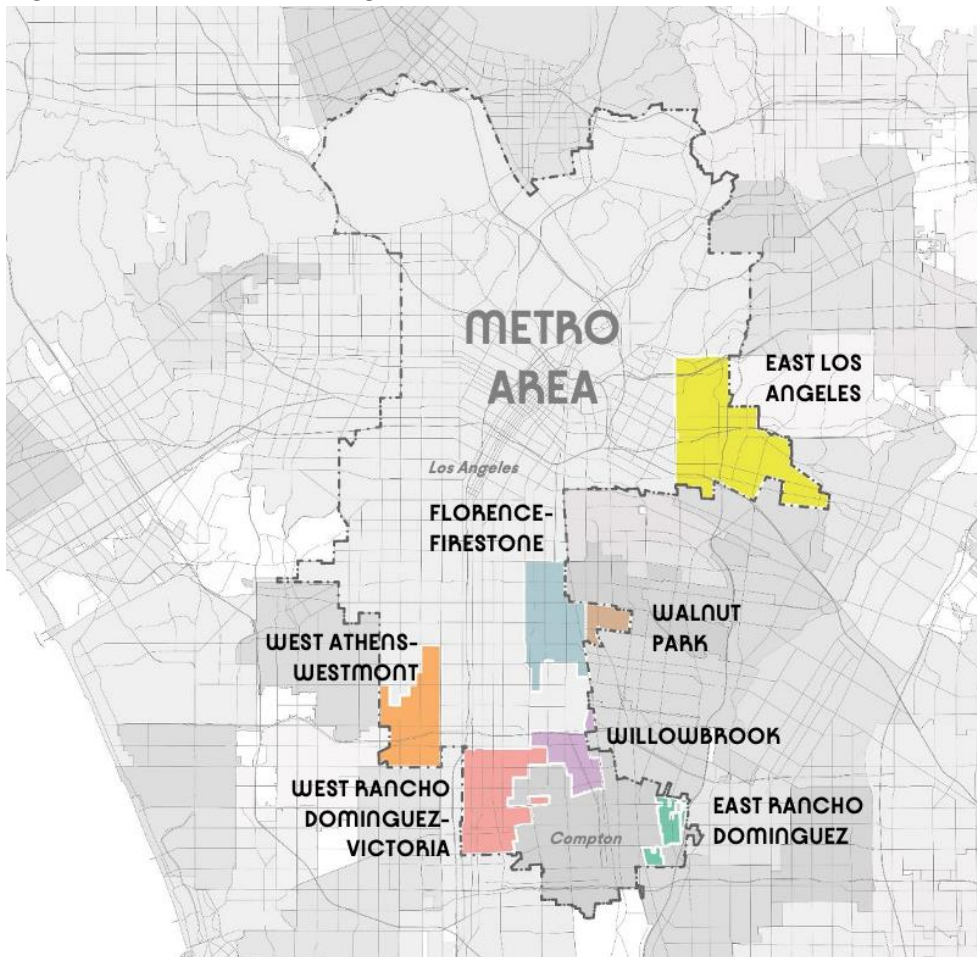 METRO
AREA
EAST LOS
ANGELES
Los Angeles
FLORENCE-
FIRESTONE
WALNUT
PARK
WEST ATHENS-
WESTMONT
WILLOWBROOK
WEST RANCHO
DOMINGUEZ-
VICTORIA
EAST RANCHO
DOMINGUEZ
Compton